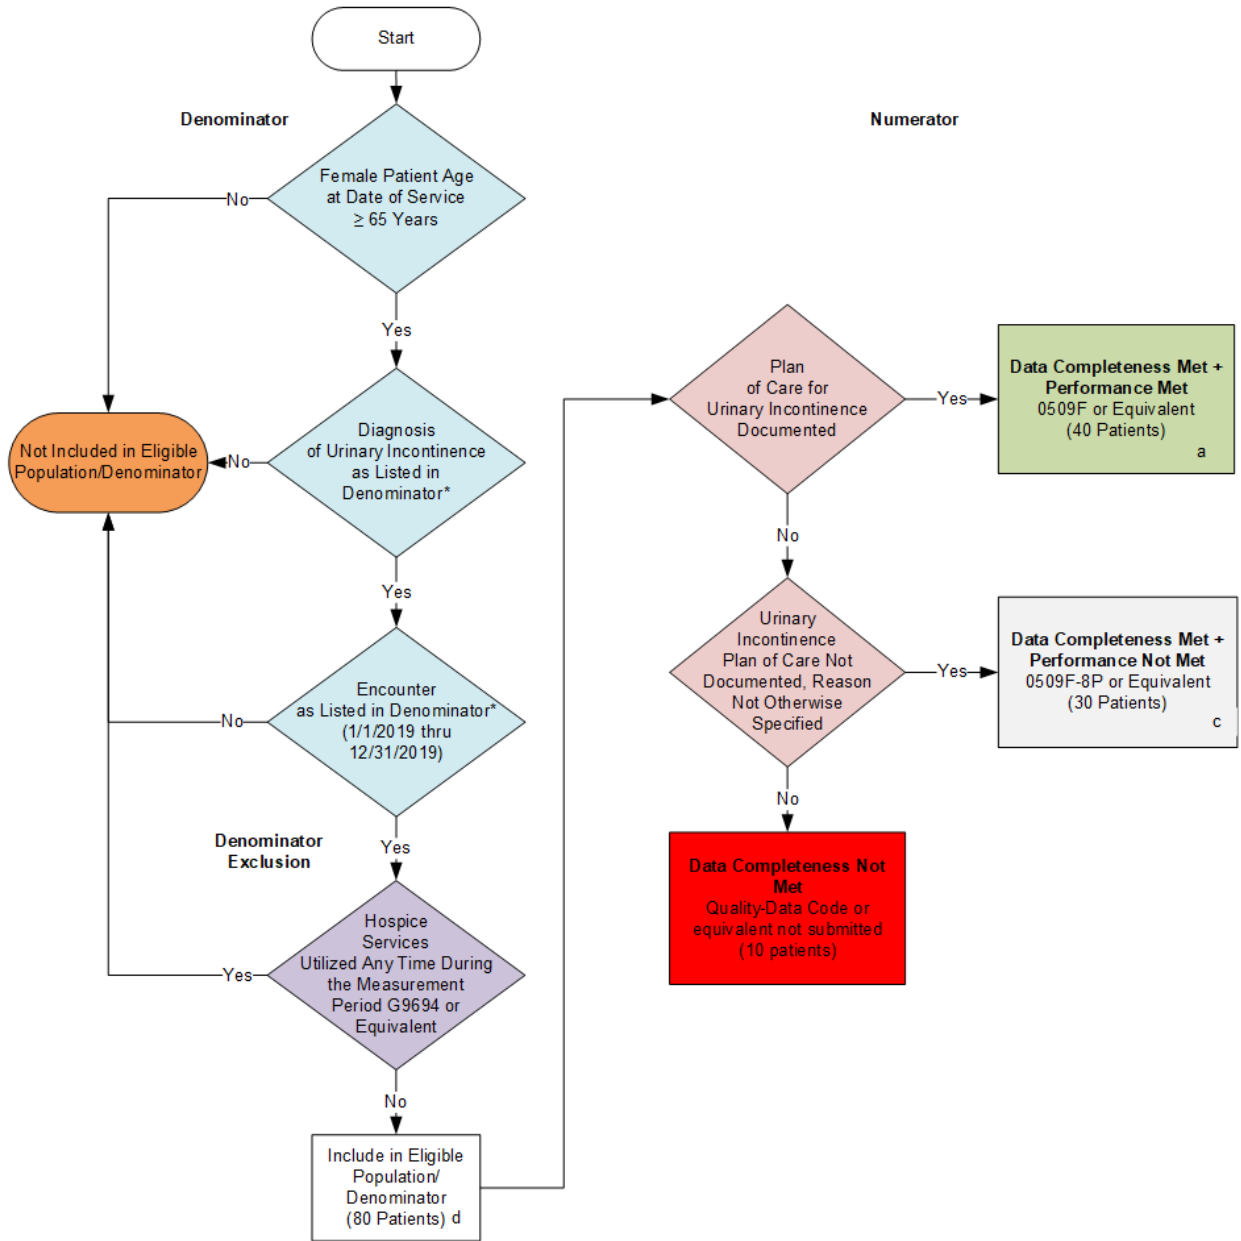 Start
Denominator
Numerator
Female Patient Age
at Date of Service
≥ 65 Years
No
Yes
Diagnosis
of Urinary Incontinence
as Listed in
Denominator*
No
Not Included in Eligible
Population/Denominator
Yes
Encounter
as Listed in Denominator*
(1/1/2019 thru
12/31/2019)
No
Yes
Denominator
Exclusion
Hospice
Services
Utilized Any Time During
the Measurement
Period G9694 or
Equivalent
Yes
No
Include in Eligible
Population/
Denominator
(80 Patients) d
Plan
of Care for
Urinary Incontinence
Documented
Yes
Data Completeness Met +
Performance Met
0509F or Equivalent
(40 Patients)
a
No
Urinary
Incontinence
Plan of Care Not
Documented, Reason
Not Otherwise
Specified
Yes
Data Completeness Met +
Performance Not Met
0509F-8P or Equivalent
(30 Patients)
c
No
Data Completeness Not
Met
Quality-Data Code or
equivalent not submitted
(10 patients)